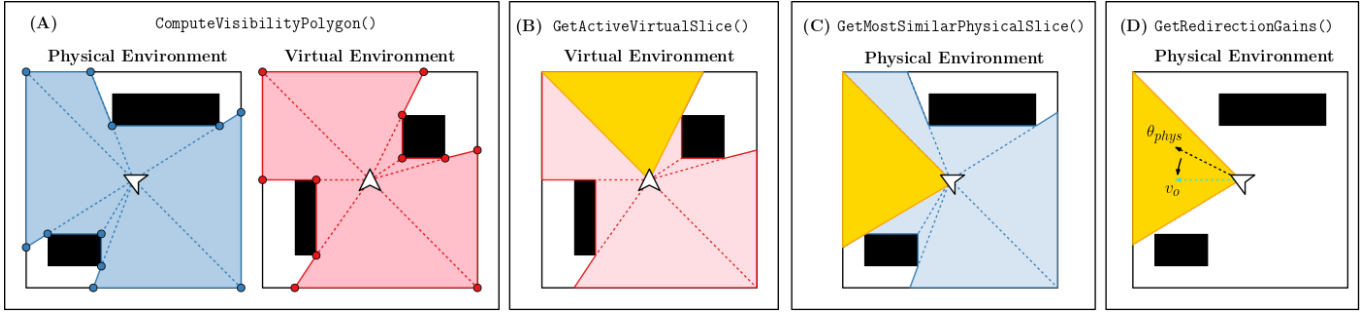 (A) ComputeVisibilityPolygon()
Physical Environment Virtual Environment
(B) GetActiveVirtualSlice()
Virtual Environment
(C) GetMostSimilarPhysicalSlice()
Physical Environment
(D) GetRedirectionGains()
Physical Environment
θphys
vo